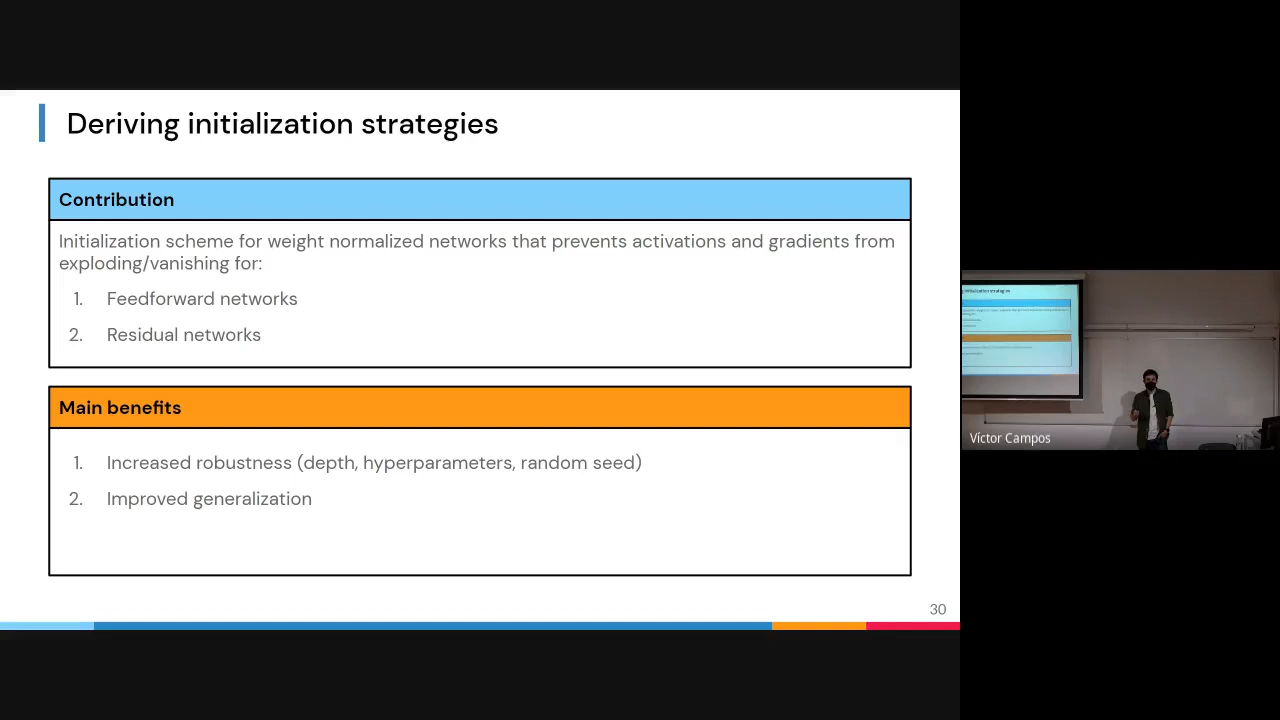 Deriving initialization strategies
Contribution
Initialization scheme for weight normalized networks that prevents activations and gradients from
exploding/vanishing for:
1. Feedforward networks
2. Residual networks
Main benefits
1. Increased robustness (depth, hyperparameters, random seed)
2. Improved generalization
30
Víctor Campos